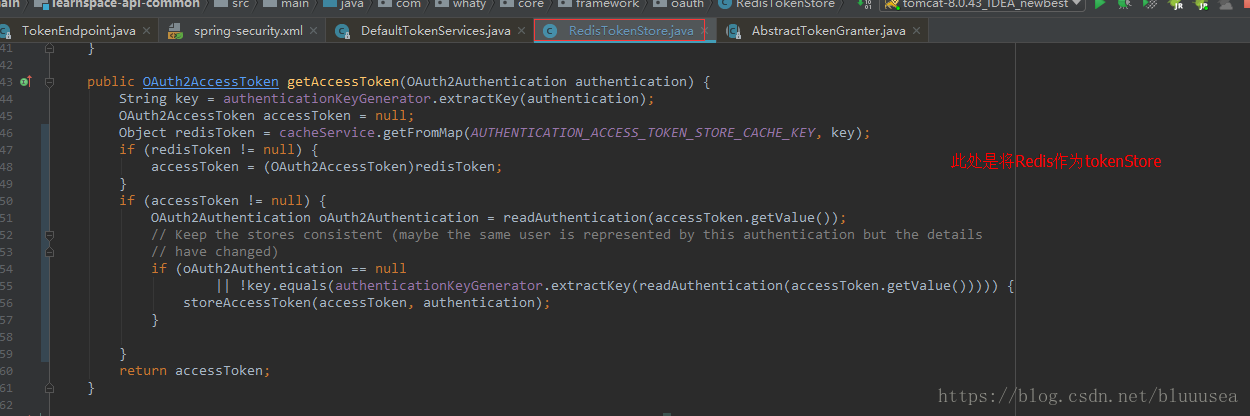 main learnspace-api-common src main java com whaty core framework oauth RedisTokenStore tomcat-8.0.43_IDEA_newbest
TokenEndpoint.java spring-security.xml DefaultTokenServices.java RedisTokenStore.java AbstractTokenGranter.java
41 }
42
43 public OAuth2AccessToken getAccessToken(OAuth2Authentication authentication) {
44 String key = authenticationKeyGenerator.extractKey(authentication);
45 OAuth2AccessToken accessToken = null;
46 Object redisToken = cacheService.getFromMap(AUTHENTICATION_ACCESS_TOKEN_STORE_CACHE_KEY, key);
47 if (redisToken != null) {
48 accessToken = (OAuth2AccessToken)redisToken;
此处是将Redis作为tokenStore
49 }
50 if (accessToken != null) {
51 OAuth2Authentication oAuth2Authentication = readAuthentication(accessToken.getValue());
52 // Keep the stores consistent (maybe the same user is represented by this authentication but the details
53 // have changed)
54 if (oAuth2Authentication == null
55 || !key.equals(authenticationKeyGenerator.extractKey(readAuthentication(accessToken.getValue())))) {
56 storeAccessToken(accessToken, authentication);
57 }
58
59 }
60 return accessToken;
61 }
62
https://blog.csdn.net/bluuusea